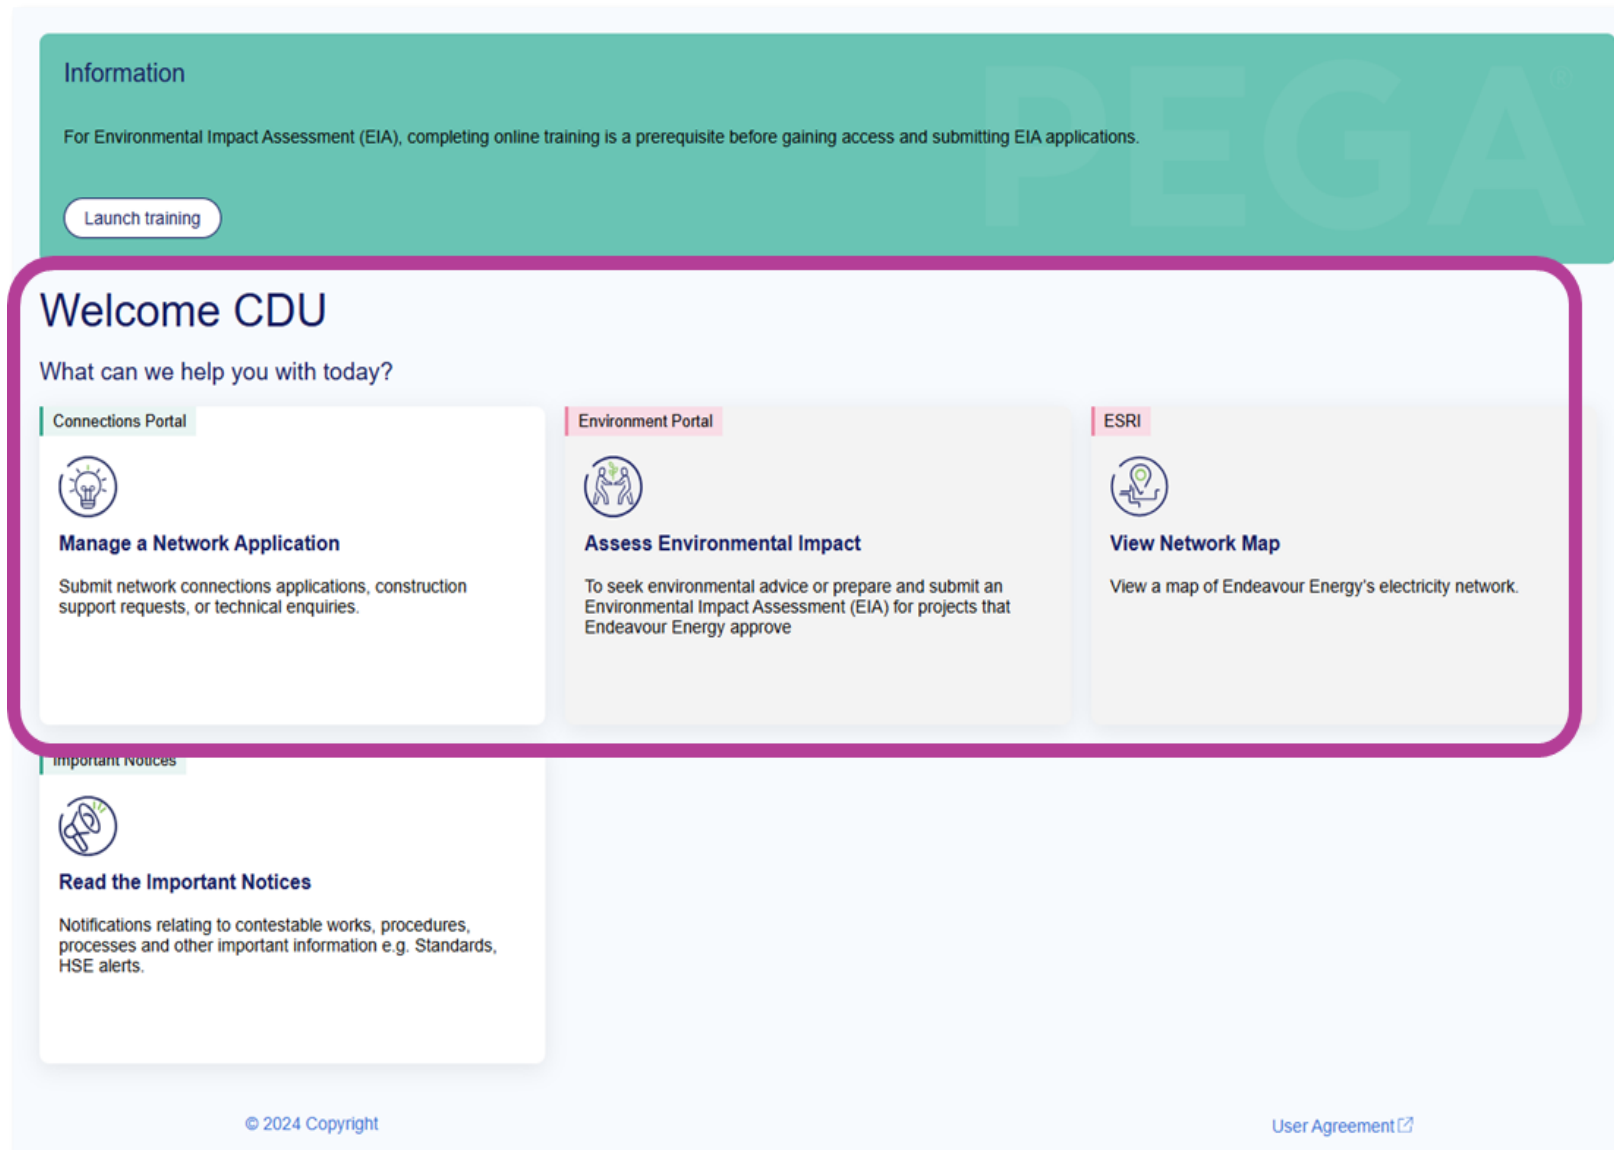 PEGA®
Information
For Environmental Impact Assessment (EIA), completing online training is a prerequisite before gaining access and submitting EIA applications.
Launch training
Welcome CDU
What can we help you with today?
Connections Portal
Manage a Network Application
Submit network connections applications, construction
support requests, or technical enquiries.
Environment Portal
Assess Environmental Impact
To seek environmental advice or prepare and submit an
Environmental Impact Assessment (EIA) for projects that
Endeavour Energy approve
ESRI
View Network Map
View a map of Endeavour Energy’s electricity network.
Important Notices
Read the Important Notices
Notifications relating to contestable works, procedures,
processes and other important information e.g. Standards,
HSE alerts.
© 2024 Copyright
User Agreement